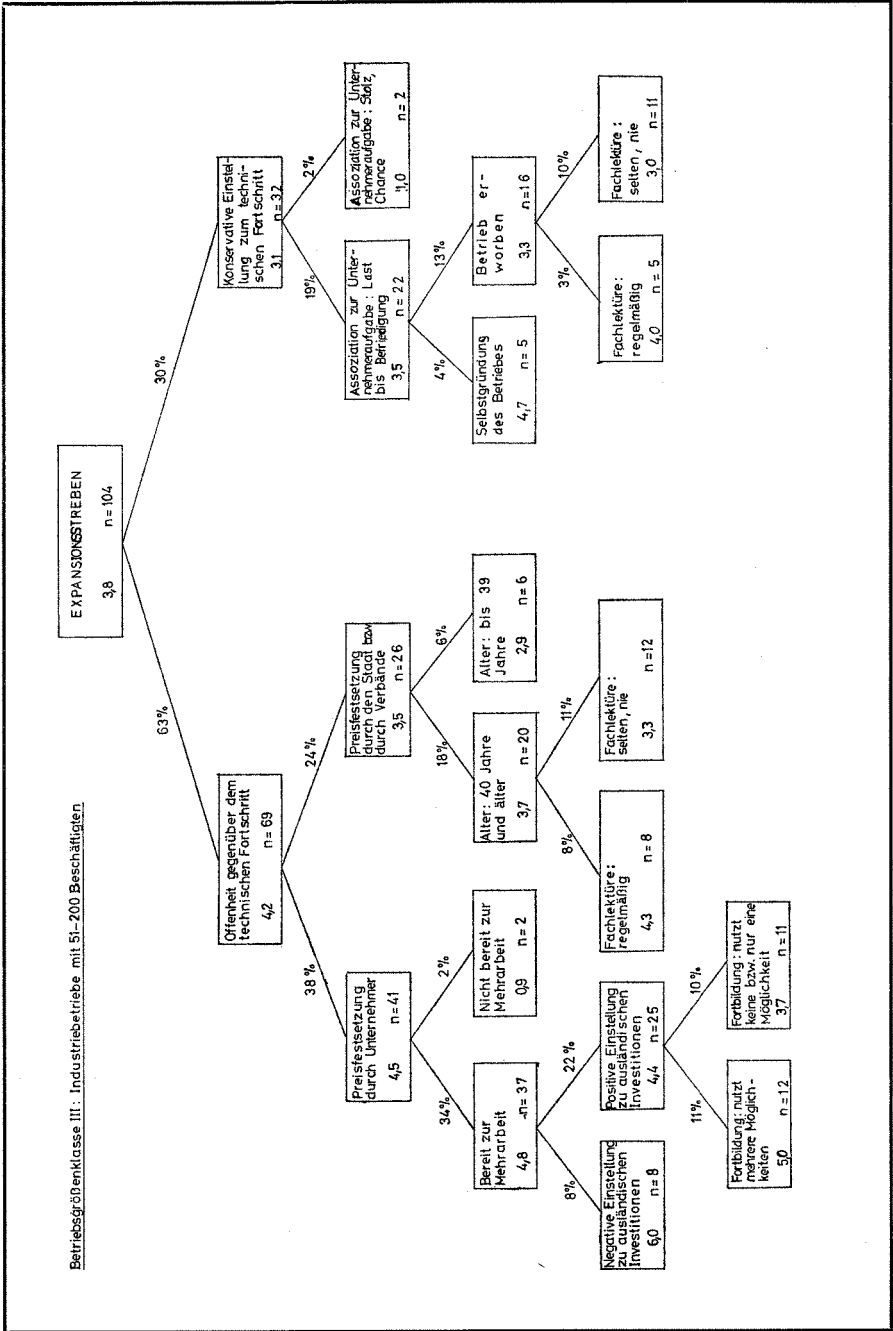 Betriebsgrößenklasse III: Industriebetriebe mit 51-200 Beschäftigten
EXPANSIONSSTREBEN
3,8 n = 104
63%
30%
Offenheit gegenüber dem
technischen Fortschritt
4,2 n = 69
Konservative Einstel-
lung zum techni-
schen Fortschritt
3,1 n = 32
38%
24%
19%
2%
Preisfestsetzung
durch Unternehmer
4,5 n = 41
Preisfestsetzung
durch den Staat bzw
durch Verbände
3,5 n = 26
Assoziation zur Unter-
nehmeraufgabe: Last
bis Befriedigung
3,5 n = 22
Assoziation zur Unter-
nehmeraufgabe: Stolz,
Chance
1,0 n = 2
34%
2%
18%
6%
4%
13%
Bereit zur
Mehrarbeit
4,8 n = 37
Nicht bereit zur
Mehrarbeit
0,9 n = 2
Alter: 40 Jahre
und älter
3,7 n = 20
Alter: bis 39
Jahre
2,9 n = 6
Selbstgründung
des Betriebes
4,7 n = 5
Betrieb er-
worben
3,3 n = 16
8%
22%
8%
11%
3%
10%
Negative Einstellung
zu ausländischen
Investitionen
6,0 n = 8
Positive Einstellung
zu ausländischen
Investitionen
4,4 n = 25
Fachlektüre:
regelmäßig
4,3 n = 8
Fachlektüre:
selten, nie
3,3 n = 12
Fachlektüre:
regelmäßig
4,0 n = 5
Fachlektüre:
selten, nie
3,0 n = 11
11%
10%
Fortbildung: nutzt
mehrere Möglich-
keiten
5,0 n = 12
Fortbildung: nutzt
keine bzw. nur eine
Möglichkeit
3,7 n = 11